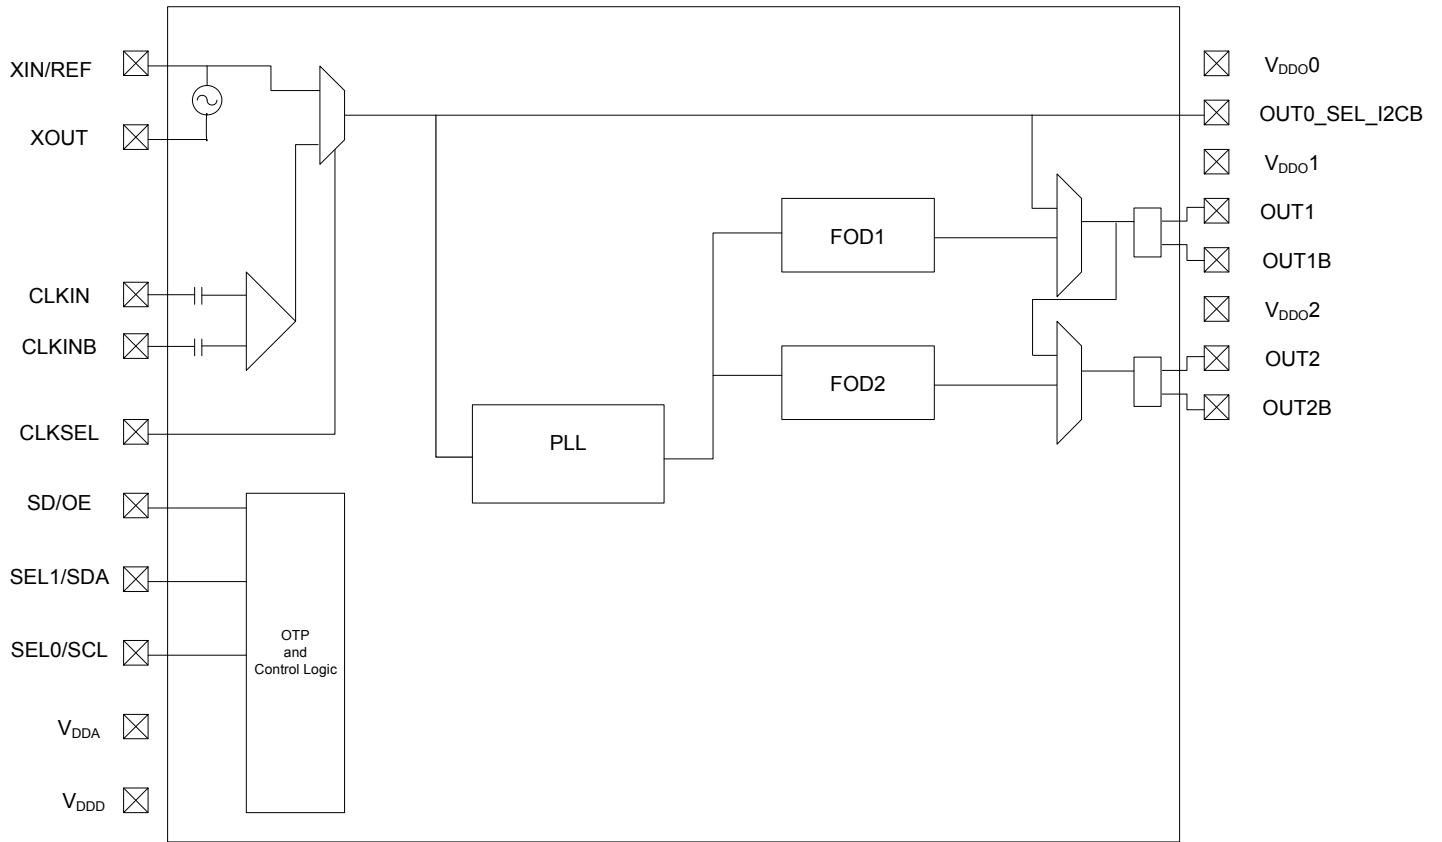 XIN/REF
XOUT
CLKIN
CLKINB
CLKSEL
SD/OE
SEL1/SDA
SEL0/SCL
VDDA
VDDD
OTP
and
Control Logic
PLL
FOD1
FOD2
VDDO0
OUT0_SEL_I2CB
VDDO1
OUT1
OUT1B
VDDO2
OUT2
OUT2B